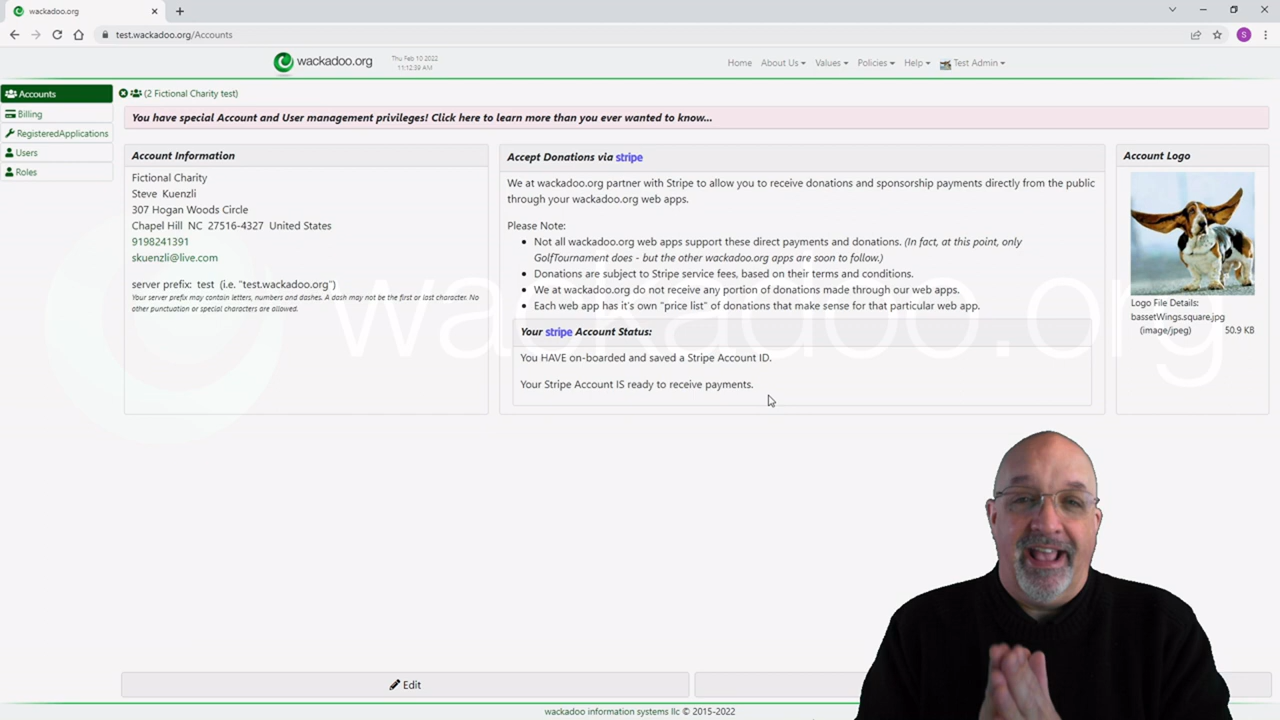 wackadoo.org
test.wackadoo.org/Accounts
S
wackadoo.org
Thu Feb 10 2022
11:12:39 AM
Home About Us Values Policies Help Test Admin
Accounts
Billing
RegisteredApplications
Users
Roles
(2 Fictional Charity test)
You have special Account and User management privileges! Click here to learn more than you ever wanted to know...
Account Information
Fictional Charity
Steve Kuenzli
307 Hogan Woods Circle
Chapel Hill NC 27516-4327 United States
9198241391
skuenzli@live.com
server prefix: test (i.e. "test.wackadoo.org")
Your server prefix may contain letters, numbers and dashes. A dash may not be the first or last character. No
other punctuation or special characters are allowed.
Accept Donations via stripe
We at wackadoo.org partner with Stripe to allow you to receive donations and sponsorship payments directly from the public
through your wackadoo.org web apps.
Please Note:
Not all wackadoo.org web apps support these direct payments and donations. (In fact, at this point, only
GolfTournament does - but the other wackadoo.org apps are soon to follow.)
Donations are subject to Stripe service fees, based on their terms and conditions.
We at wackadoo.org do not receive any portion of donations made through our web apps.
Each web app has it's own "price list" of donations that make sense for that particular web app.
Your stripe Account Status:
You HAVE on-boarded and saved a Stripe Account ID.
Your Stripe Account IS ready to receive payments.
Account Logo
Logo File Details:
bassetWings.square.jpg
(image/jpeg) 50.9 KB
wackadoo.org
Edit
wackadoo information systems llc © 2015-2022